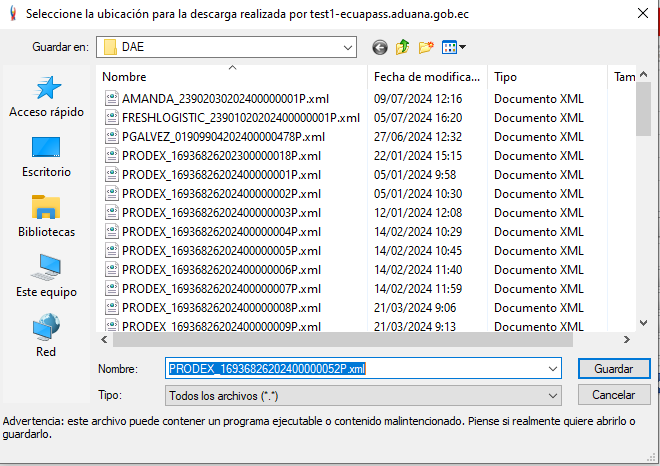 Seleccione la ubicación para la descarga realizada por test1-ecuapass.aduana.gob.ec
Guardar en: DAE
Nombre Fecha de modifica... Tipo Tam
AMANDA_23902030202400000001P.xml 09/07/2024 12:16 Documento XML
FRESHLOGISTIC_23901020202400000001P.xml 05/07/2024 16:20 Documento XML
PGALVEZ_01909904202400000478P.xml 27/06/2024 12:32 Documento XML
PRODEX_16936826202300000018P.xml 22/01/2024 15:15 Documento XML
PRODEX_16936826202400000001P.xml 05/01/2024 9:58 Documento XML
PRODEX_16936826202400000002P.xml 05/01/2024 10:30 Documento XML
PRODEX_16936826202400000003P.xml 12/01/2024 12:08 Documento XML
PRODEX_16936826202400000004P.xml 14/02/2024 10:29 Documento XML
PRODEX_16936826202400000005P.xml 14/02/2024 10:45 Documento XML
PRODEX_16936826202400000006P.xml 14/02/2024 11:40 Documento XML
PRODEX_16936826202400000007P.xml 14/02/2024 11:59 Documento XML
PRODEX_16936826202400000008P.xml 21/03/2024 9:06 Documento XML
PRODEX_16936826202400000009P.xml 21/03/2024 9:13 Documento XML
Acceso rápido
Escritorio
Bibliotecas
Este equipo
Red
Nombre: PRODEX_16936826202400000052P.xml Guardar
Tipo: Todos los archivos (*.*) Cancelar
Advertencia: este archivo puede contener un programa ejecutable o contenido malintencionado. Piense si realmente quiere abrirlo o
guardarlo.